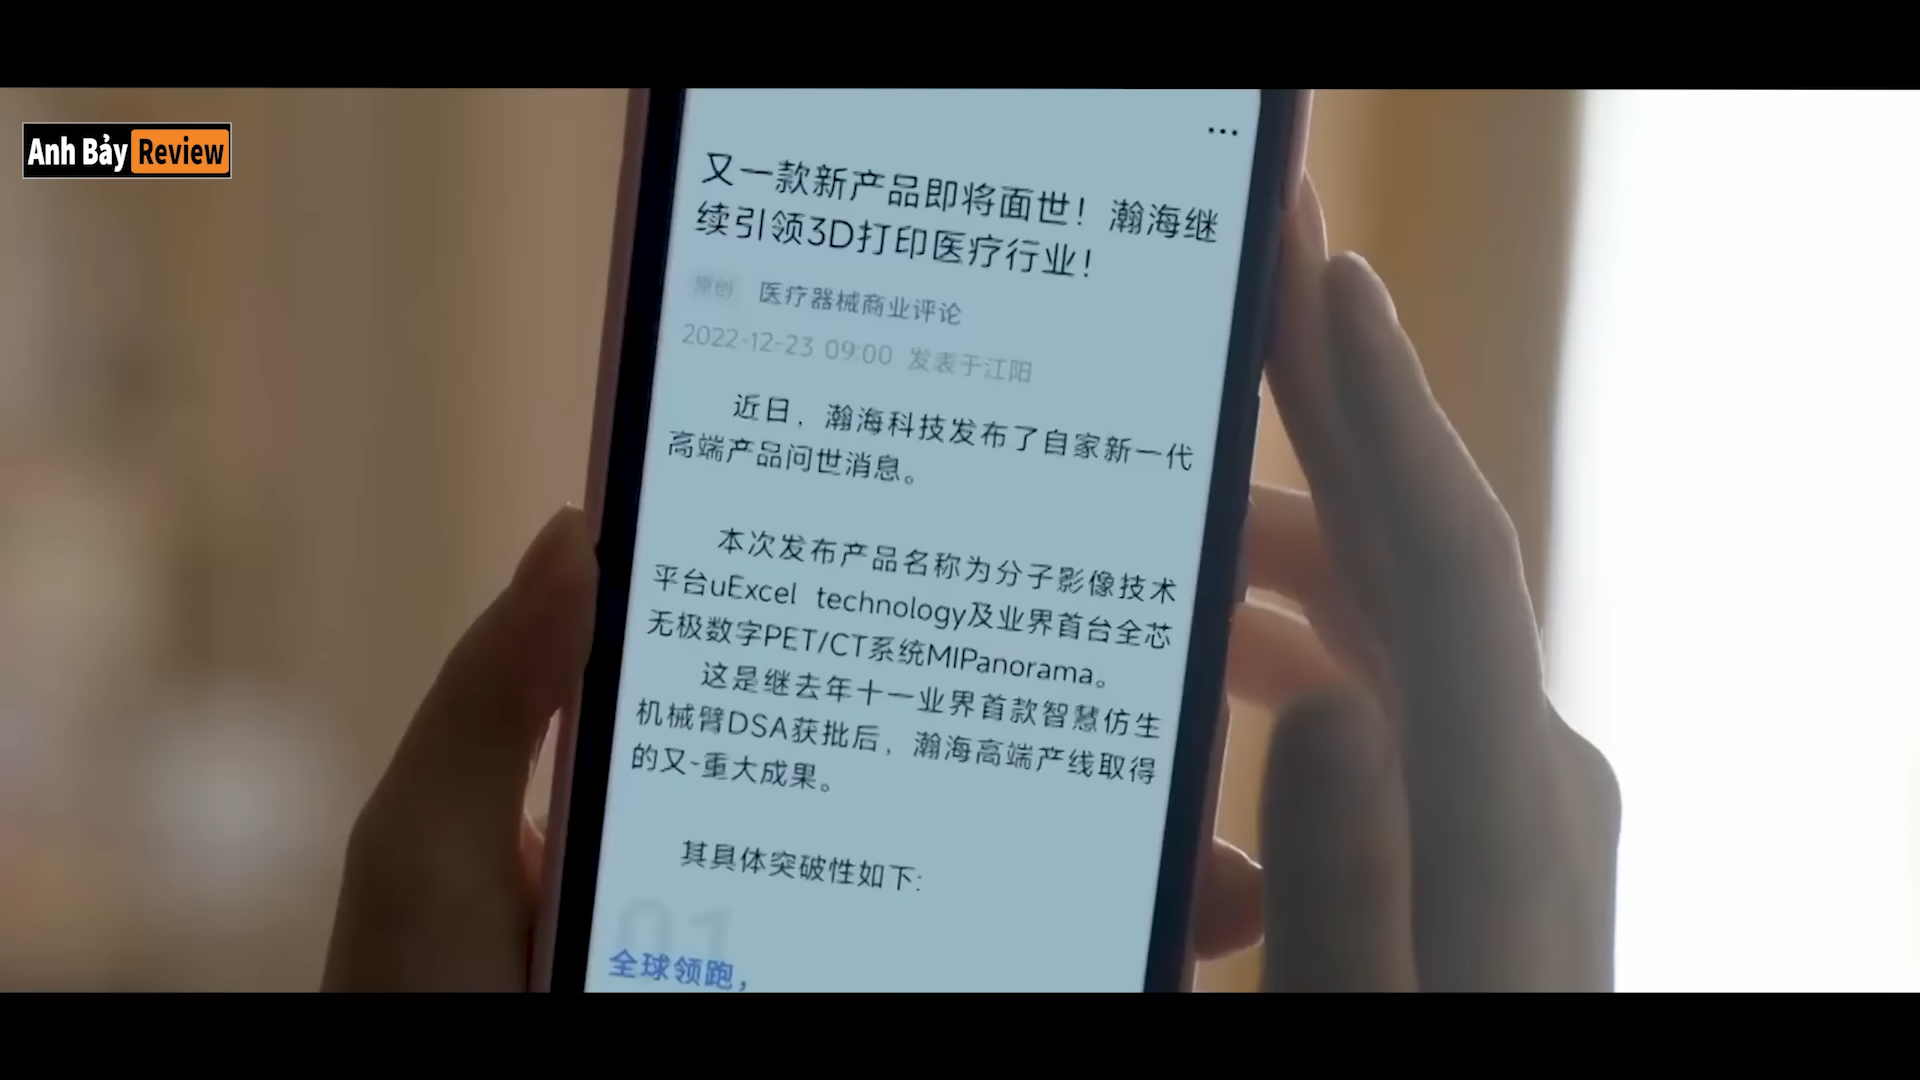 Anh Bảy Review
又一款新产品即将面世！瀚海继
续引领3D打印医疗行业！
原创 医疗器械商业评论
2022-12-23 09:00 发表于江阳
近日，瀚海科技发布了自家新一代
高端产品问世消息。
本次发布产品名称为分子影像技术
平台uExcel technology及业界首台全芯
无极数字PET/CT系统MIPanorama。
这是继去年十一业界首款智慧仿生
机械臂DSA获批后，瀚海高端产线取得
的又-重大成果。
其具体突破性如下:
01
全球领跑，